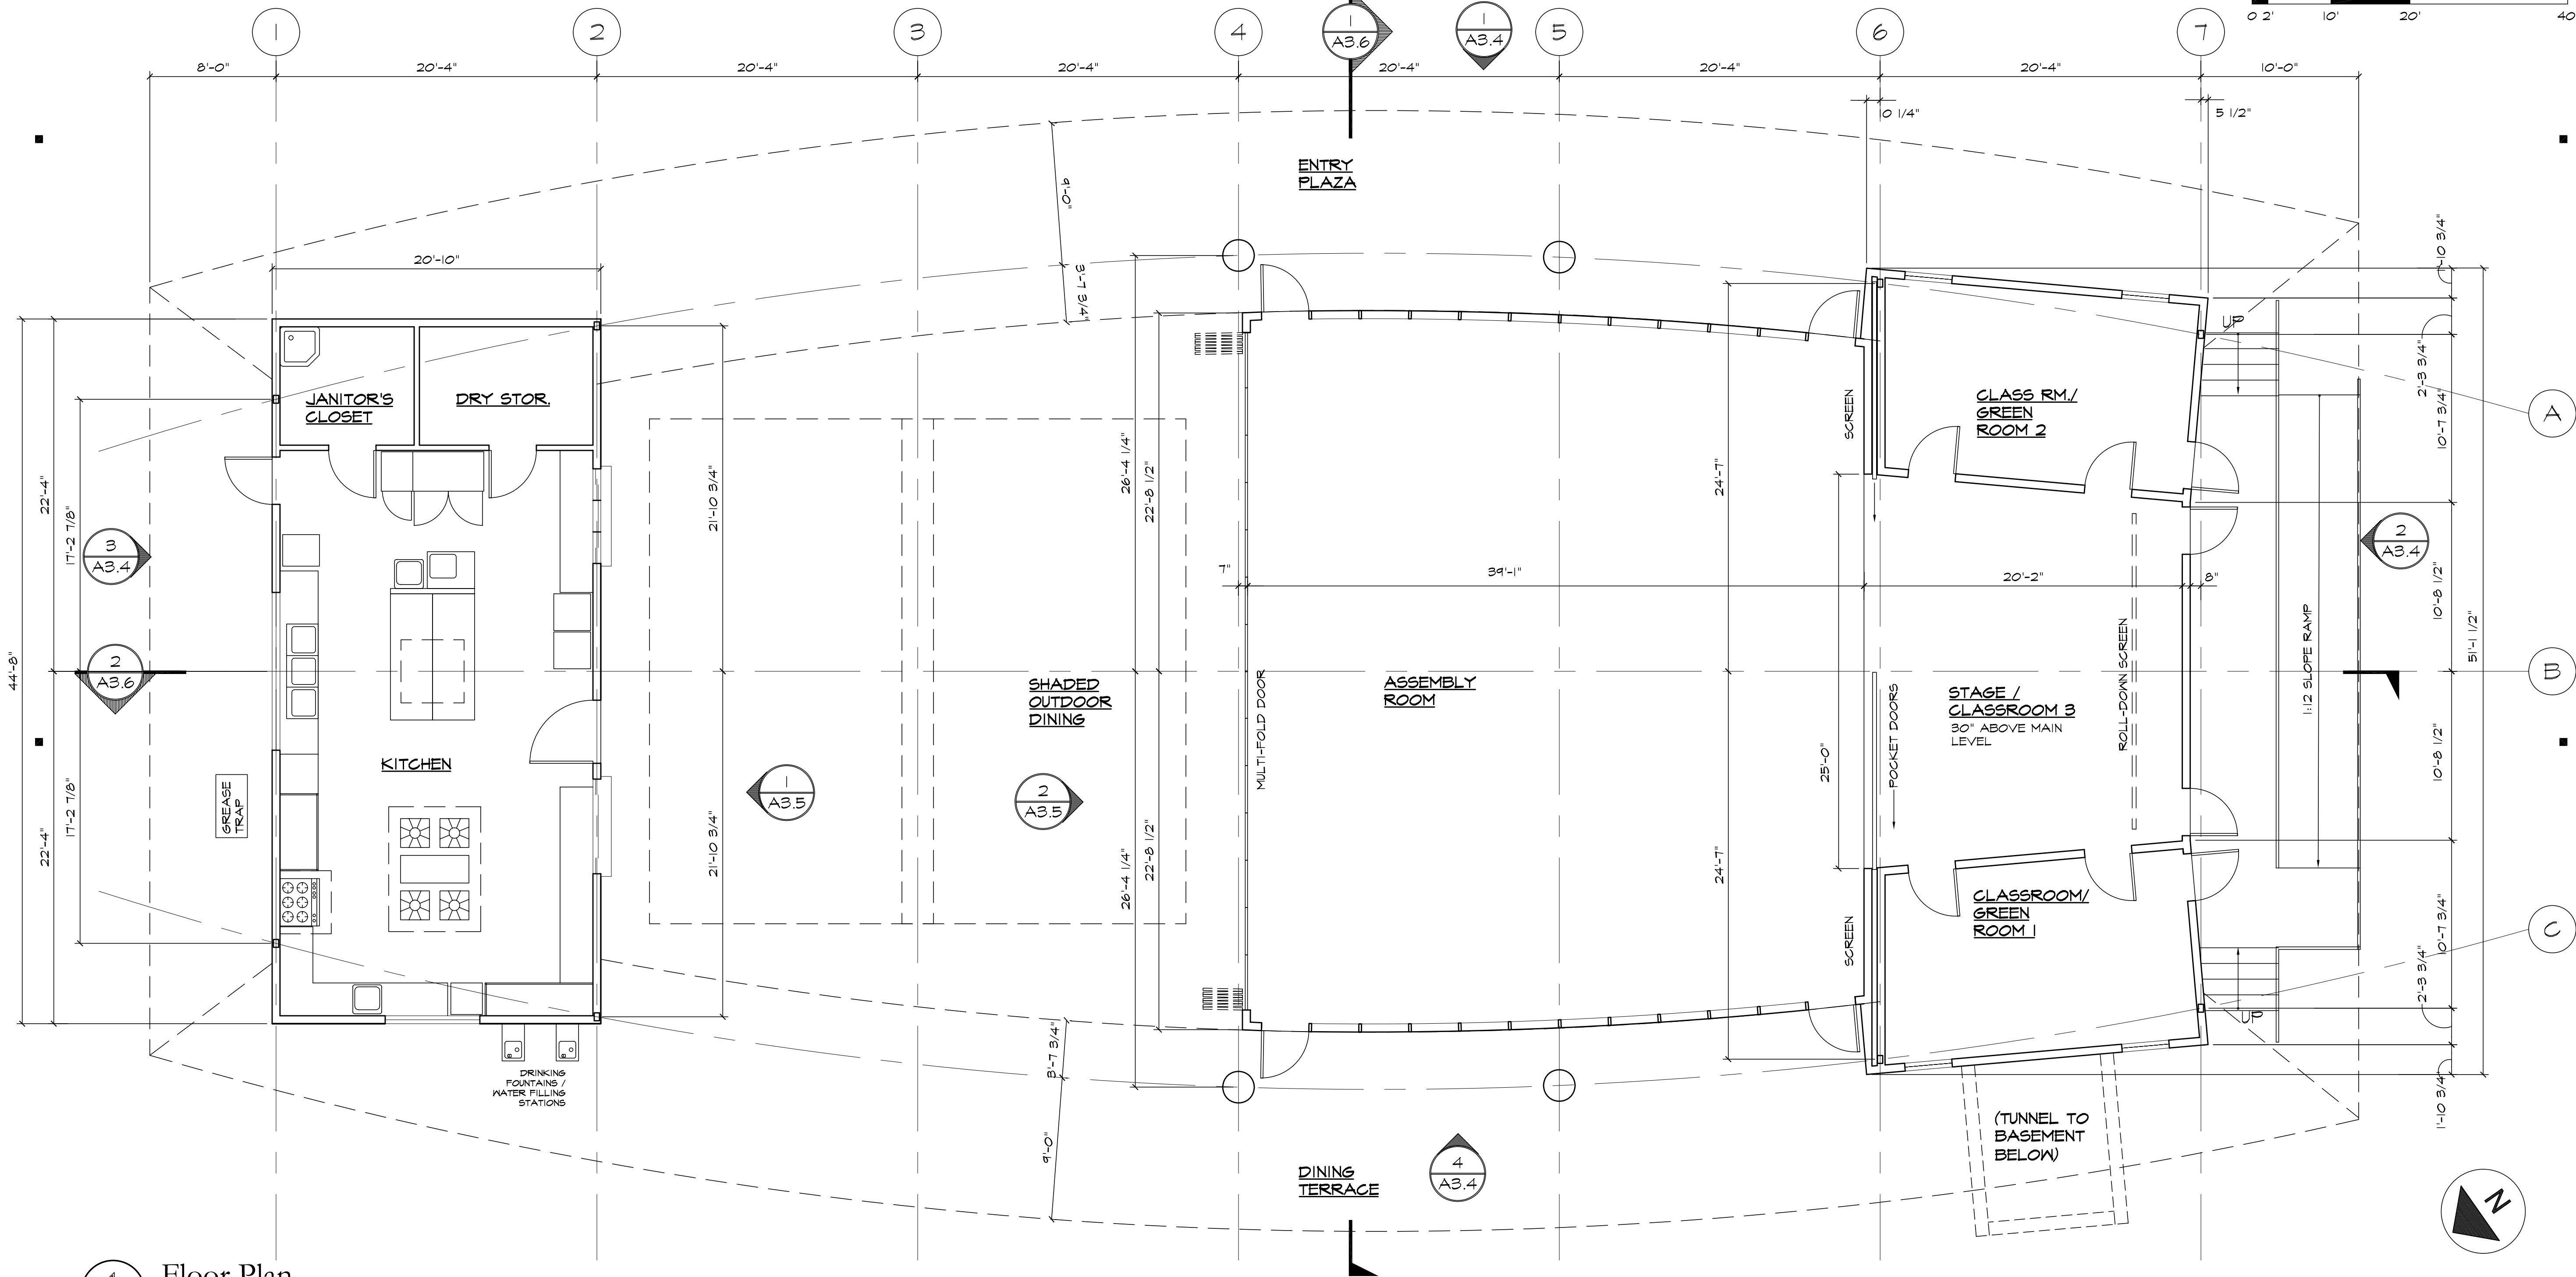 0 2' 10' 20' 40
1 2 3 4 5 6 7
1
A3.6
1
A3.4
8'-0" 20'-4" 20'-4" 20'-4" 20'-4" 20'-4" 20'-4" 10'-0"
0 1/4" 5 1/2"
ENTRY
PLAZA
9'-0"
3'-7 3/4"
1'-10 3/4"
20'-10"
UP
2'-3 3/4"
JANITOR'S
CLOSET
DRY STOR.
SCREEN
CLASS RM./
GREEN
ROOM 2
10'-7 3/4"
A
22'-4"
17'-2 7/8"
21'-10 3/4"
26'-4 1/4"
22'-8 1/2"
24'-7"
3
A3.4
2
A3.4
7" 39'-1" 20'-2" 8"
10'-8 1/2"
1:12 SLOPE RAMP
ROLL-DOWN SCREEN
51'-1 1/2"
44'-8"
2
A3.6
B
SHADED
OUTDOOR
DINING
MULTI-FOLD DOOR
ASSEMBLY
ROOM
POCKET DOORS
STAGE /
CLASSROOM 3
30" ABOVE MAIN
LEVEL
KITCHEN
25'-0"
10'-8 1/2"
GREASE
TRAP
1
A3.5
2
A3.5
22'-4"
17'-2 7/8"
21'-10 3/4"
26'-4 1/4"
22'-8 1/2"
24'-7"
SCREEN
CLASSROOM/
GREEN
ROOM 1
C
10'-7 3/4"
2'-3 3/4"
UP
3'-7 3/4"
DRINKING
FOUNTAINS /
WATER FILLING
STATIONS
1'-10 3/4"
9'-0"
(TUNNEL TO
BASEMENT
BELOW)
DINING
TERRACE
4
A3.4
N
Floor Plan